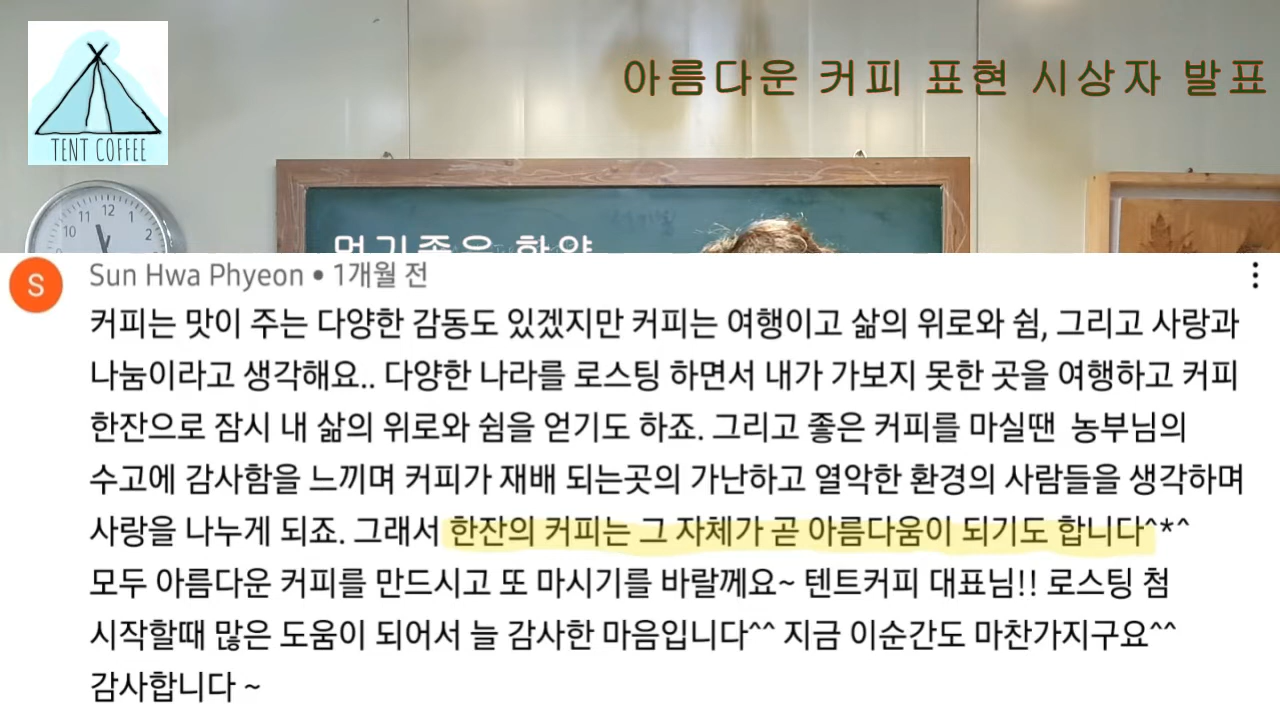 TENT COFFEE
아름다운 커피 표현 시상자 발표
11 12 1
10 2
Sun Hwa Phyeon • 1개월 전
S
커피는 맛이 주는 다양한 감동도 있겠지만 커피는 여행이고 삶의 위로와 쉼, 그리고 사랑과
나눔이라고 생각해요.. 다양한 나라를 로스팅 하면서 내가 가보지 못한 곳을 여행하고 커피
한잔으로 잠시 내 삶의 위로와 쉼을 얻기도 하죠. 그리고 좋은 커피를 마실땐 농부님의
수고에 감사함을 느끼며 커피가 재배 되는곳의 가난하고 열악한 환경의 사람들을 생각하며
사랑을 나누게 되죠. 그래서 한잔의 커피는 그 자체가 곧 아름다움이 되기도 합니다^*^
모두 아름다운 커피를 만드시고 또 마시기를 바랄께요~ 텐트커피 대표님!! 로스팅 첨
시작할때 많은 도움이 되어서 늘 감사한 마음입니다^^ 지금 이순간도 마찬가지구요^^
감사합니다 ~